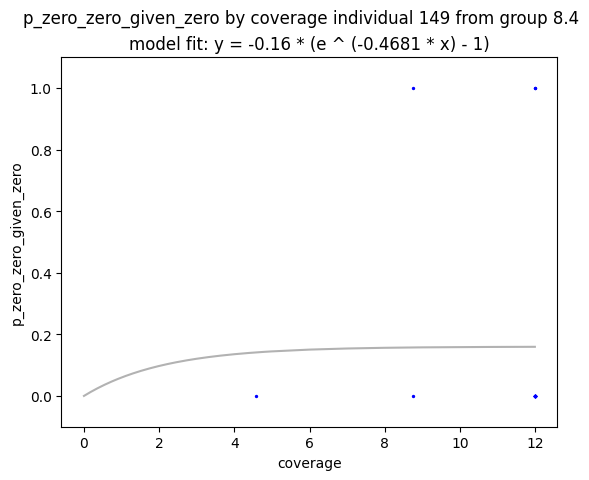 p_zero_zero_given_zero by coverage individual 149 from group 8.4
model fit: y = -0.16 * (e ^ (-0.4681 * x) - 1)
p_zero_zero_given_zero
1.0
0.8
0.6
0.4
0.2
0.0
0 2 4 6 8 10 12
coverage